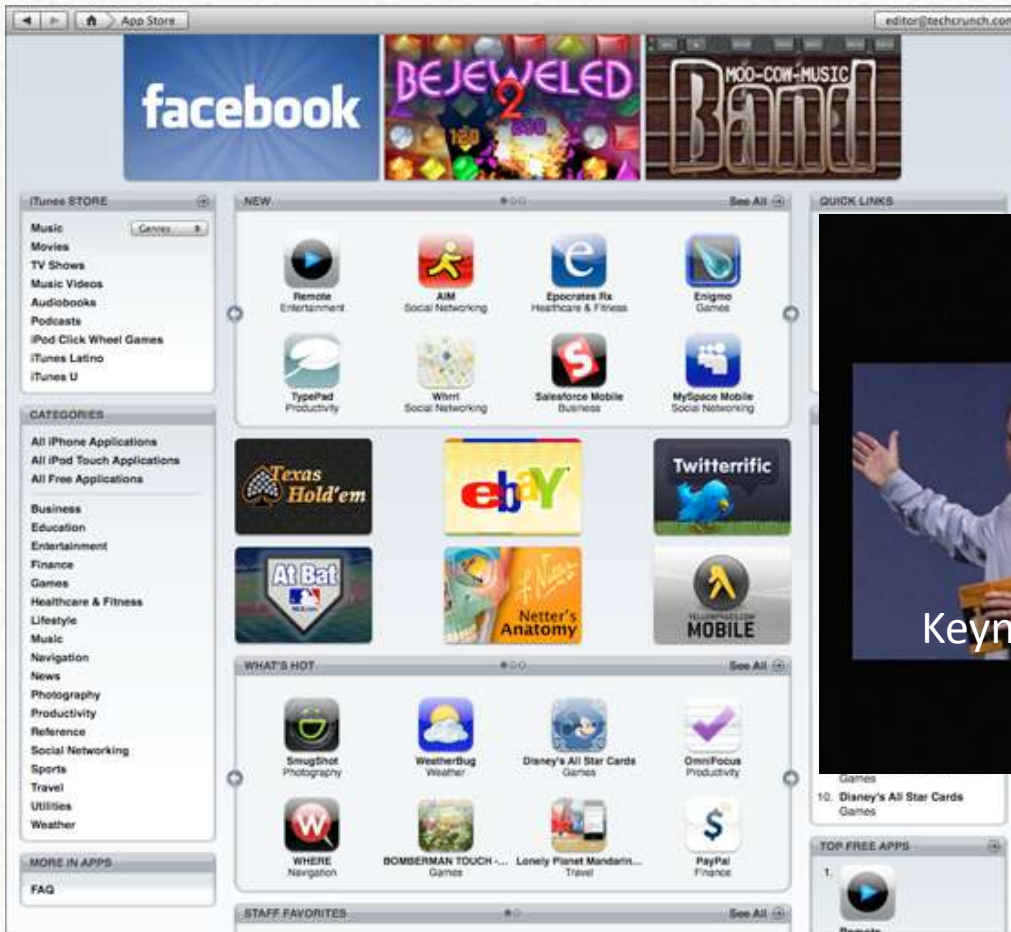 App Store
editor@techcrunch.com
facebook
BEJEWELED
2
MOO-COW-MUSIC
Band
iTunes STORE
Music
Genres
Movies
TV Shows
Music Videos
Audiobooks
Podcasts
iPod Click Wheel Games
iTunes Latino
iTunes U
CATEGORIES
All iPhone Applications
All iPod Touch Applications
All Free Applications
Business
Education
Entertainment
Finance
Games
Healthcare & Fitness
Lifestyle
Music
Navigation
News
Photography
Productivity
Reference
Social Networking
Sports
Travel
Utilities
Weather
MORE IN APPS
FAQ
NEW
See All
Remote
Entertainment
AIM
Social Networking
Epocrates Rx
Healthcare & Fitness
Enigmo
Games
TypePad
Productivity
Whrrl
Social Networking
Salesforce Mobile
Business
MySpace Mobile
Social Networking
Texas
Hold'em
ebaY
Twitterrific
At Bat
MLB.com
Netter's
Anatomy
YELLOWPAGES.COM
MOBILE
WHAT'S HOT
See All
SmugShot
Photography
WeatherBug
Weather
Disney's All Star Cards
Games
OmniFocus
Productivity
WHERE
Navigation
BOMBERMAN TOUCH -...
Games
Lonely Planet Mandarin...
Travel
PayPal
Finance
STAFF FAVORITES
See All
QUICK LINKS
Keyn
Games
10. Disney's All Star Cards
Games
TOP FREE APPS
1.
Remote